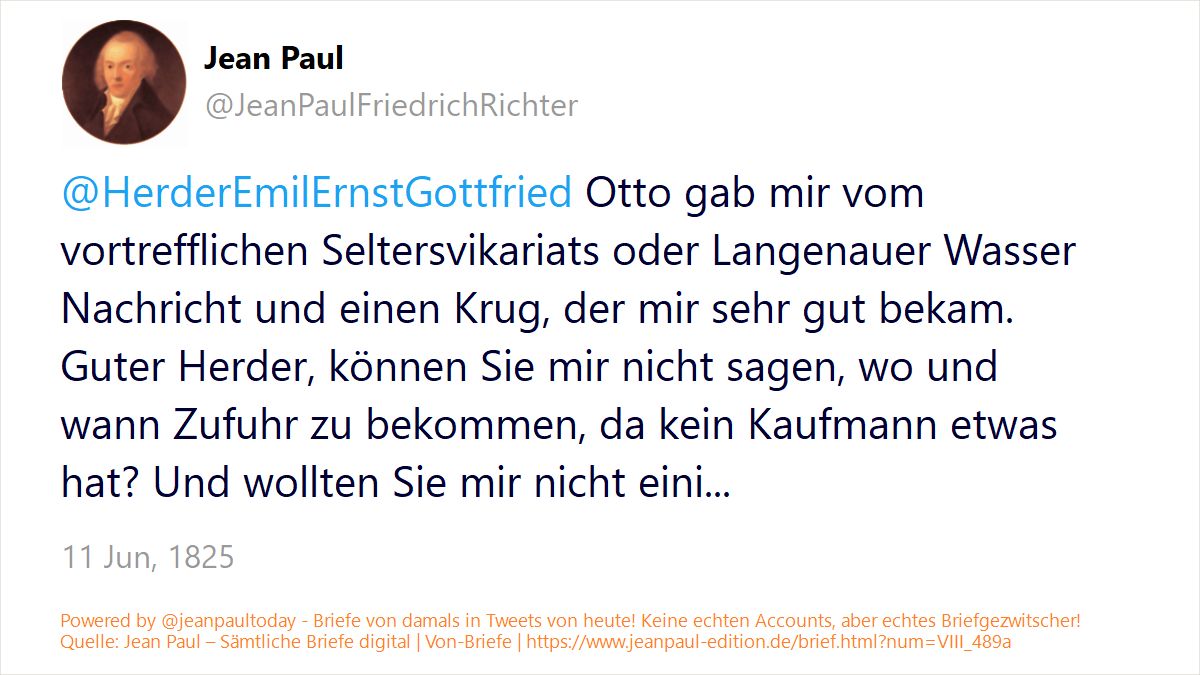 Jean Paul
@JeanPaulFriedrichRichter
@HerderEmilErnstGottfried Otto gab mir vom
vortrefflichen Seltersvikariats oder Langenauer Wasser
Nachricht und einen Krug, der mir sehr gut bekam.
Guter Herder, können Sie mir nicht sagen, wo und
wann Zufuhr zu bekommen, da kein Kaufmann etwas
hat? Und wollten Sie mir nicht eini...
11 Jun, 1825
Powered by @jeanpaultoday - Briefe von damals in Tweets von heute! Keine echten Accounts, aber echtes Briefgezwitscher!
Quelle: Jean Paul – Sämtliche Briefe digital | Von-Briefe | https://www.jeanpaul-edition.de/brief.html?num=VIII_489a